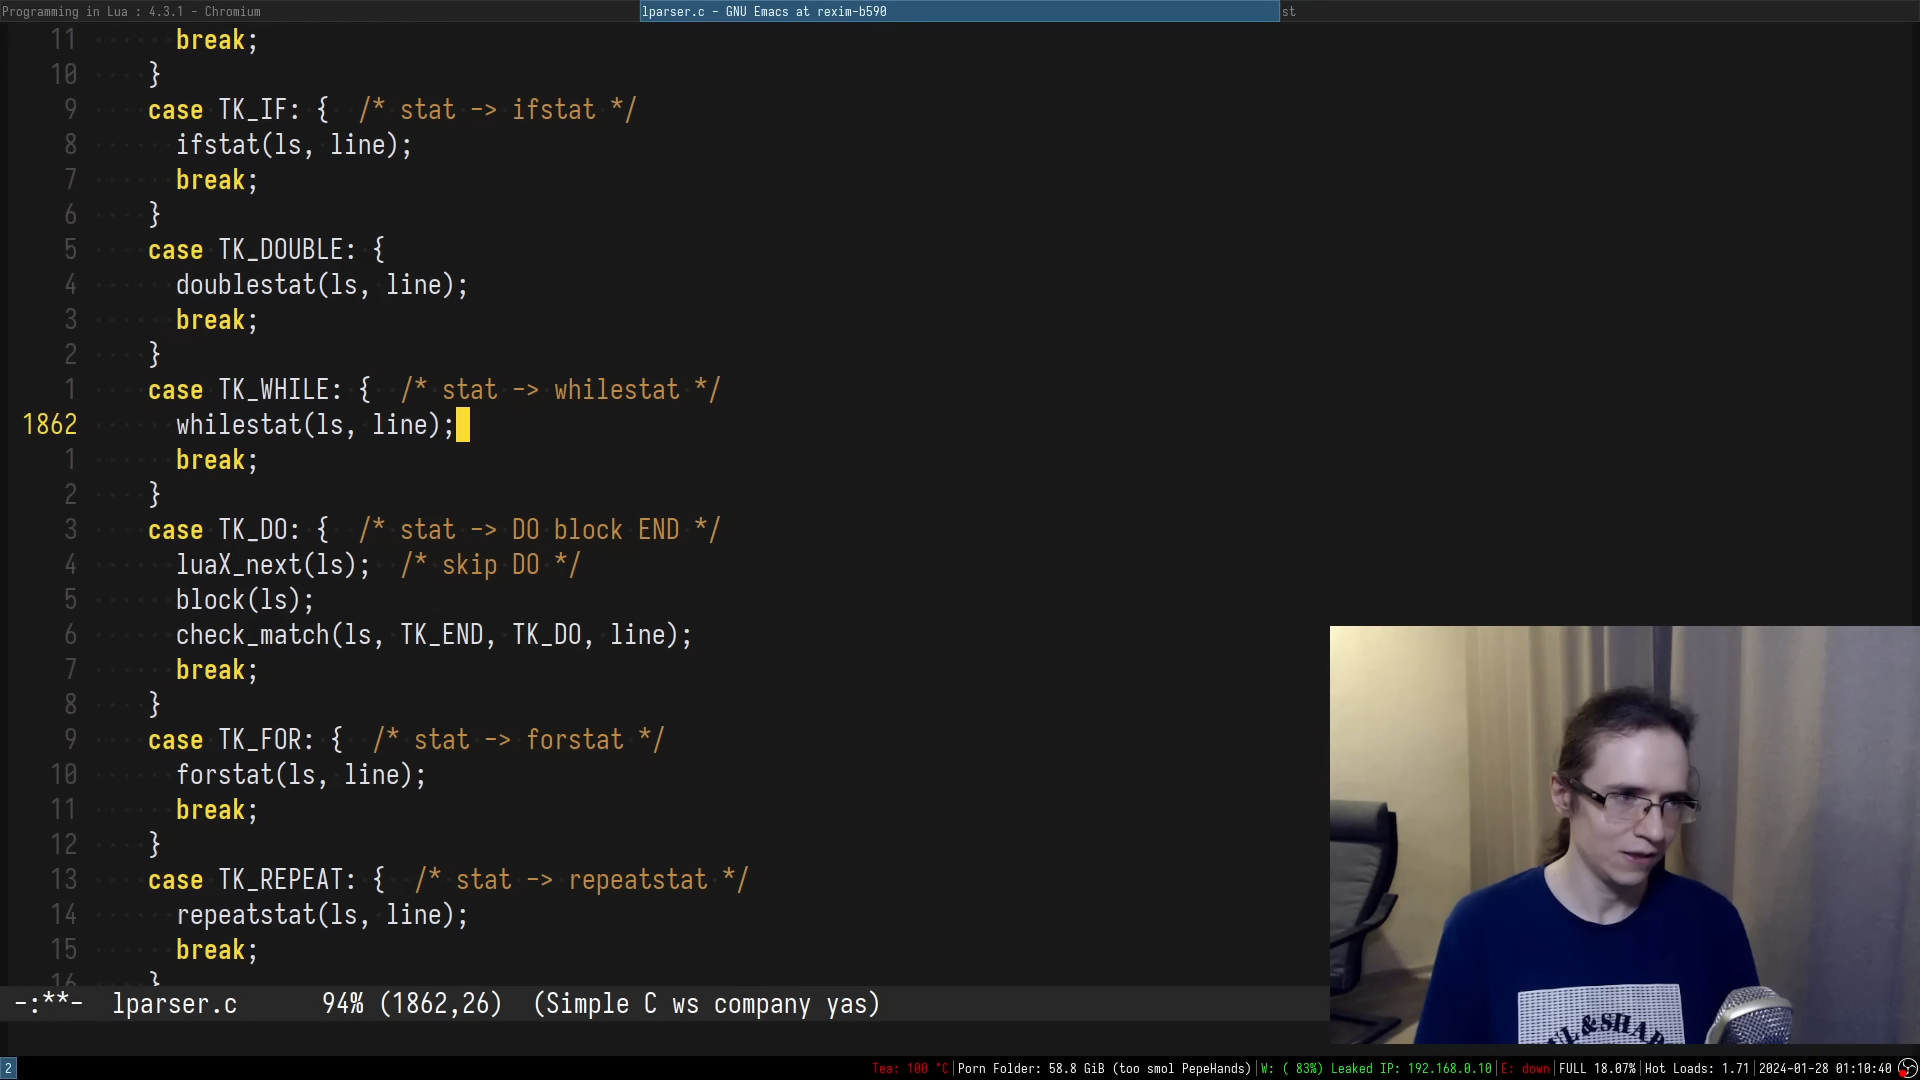 Programming in Lua : 4.3.1 - Chromium
lparser.c - GNU Emacs at rexim-b590
st
11 break;
10 }
9 case TK_IF: { /* stat -> ifstat */
8 ifstat(ls, line);
7 break;
6 }
5 case TK_DOUBLE: {
4 doublestat(ls, line);
3 break;
2 }
1 case TK_WHILE: { /* stat -> whilestat */
1862 whilestat(ls, line);
1 break;
2 }
3 case TK_DO: { /* stat -> DO block END */
4 luaX_next(ls); /* skip DO */
5 block(ls);
6 check_match(ls, TK_END, TK_DO, line);
7 break;
8 }
9 case TK_FOR: { /* stat -> forstat */
10 forstat(ls, line);
11 break;
12 }
13 case TK_REPEAT: { /* stat -> repeatstat */
14 repeatstat(ls, line);
15 break;
16 }
-:**- lparser.c 94% (1862,26) (Simple C ws company yas)
2
Tea: 100 °C|Porn Folder: 58.8 GiB (too smol PepeHands)|W: ( 83%) Leaked IP: 192.168.0.10|E: down|FULL 18.07%|Hot Loads: 1.71|2024-01-28 01:10:40